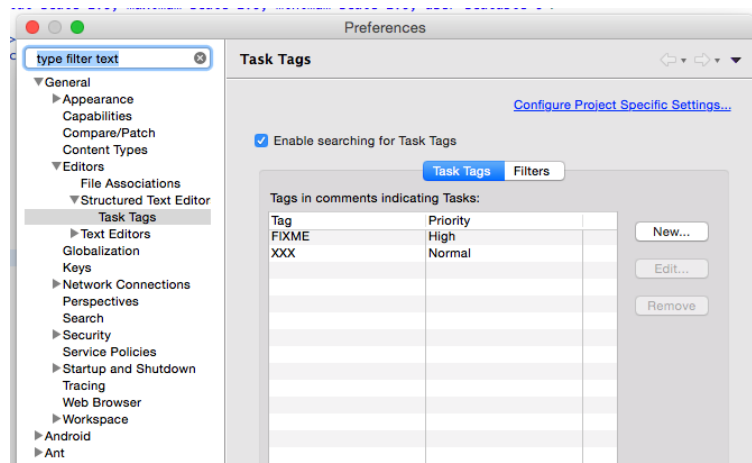 Preferences
type filter text
Task Tags
General
Appearance
Capabilities
Compare/Patch
Content Types
Editors
File Associations
Structured Text Editor
Task Tags
Text Editors
Globalization
Keys
Network Connections
Perspectives
Search
Security
Service Policies
Startup and Shutdown
Tracing
Web Browser
Workspace
Android
Ant
Configure Project Specific Settings...
Enable searching for Task Tags
Task Tags Filters
Tags in comments indicating Tasks:
Tag Priority
FIXME High
XXX Normal
New...
Edit...
Remove